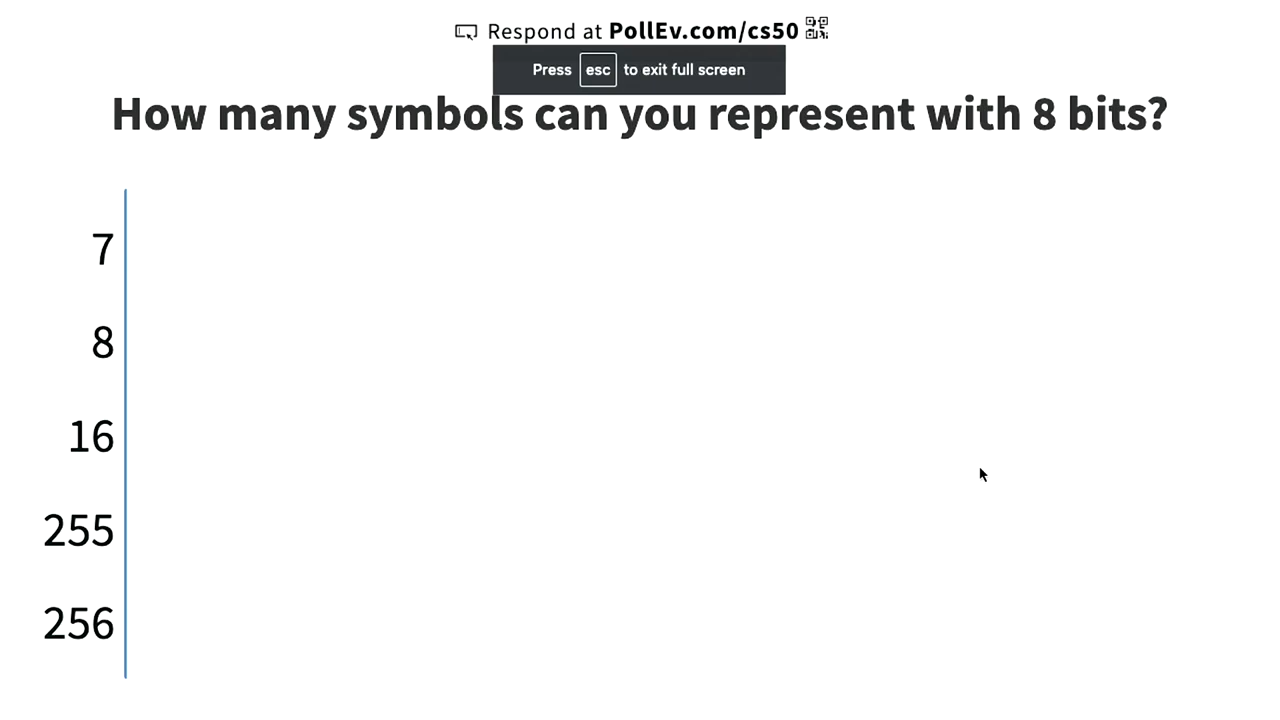 Respond at PollEv.com/cs50
Press esc to exit full screen
How many symbols can you represent with 8 bits?
7
8
16
255
256